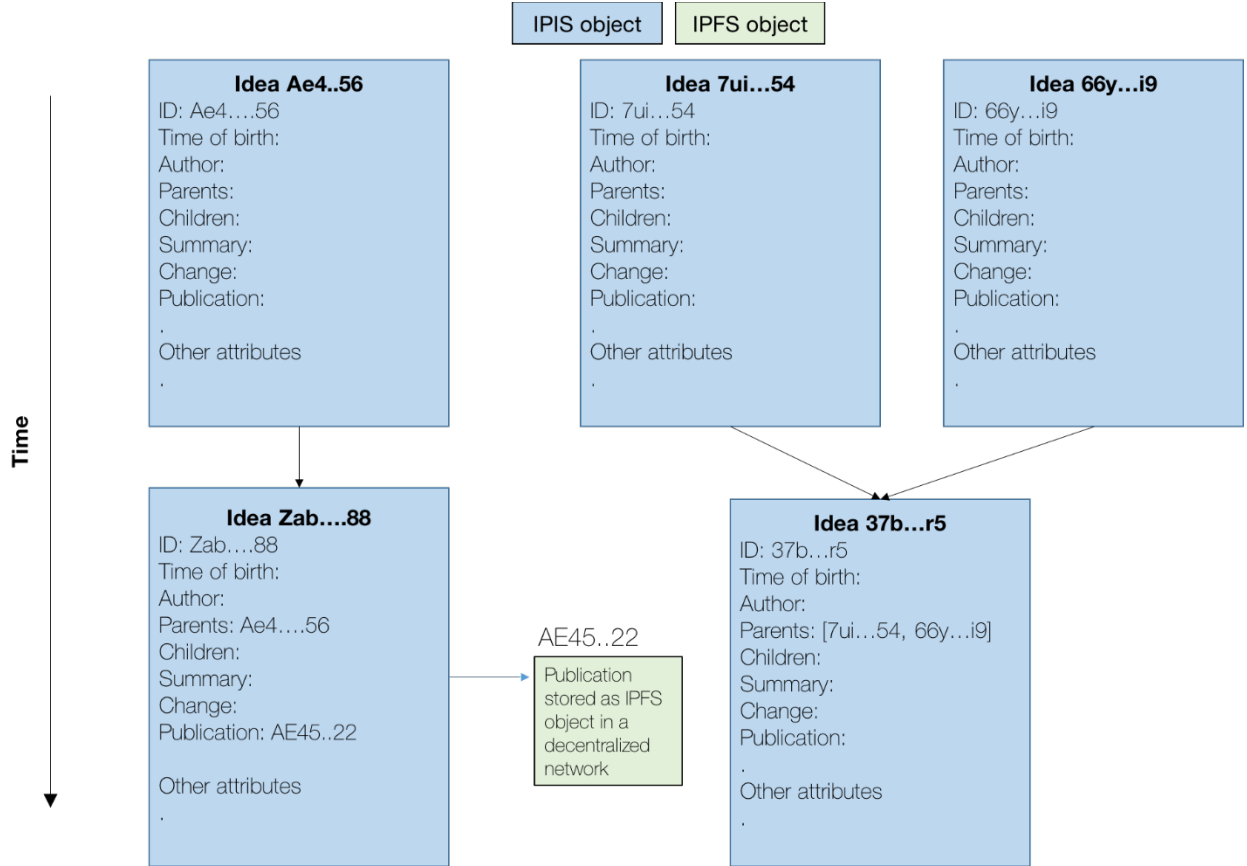 IPIS object
IPFS object
Time
Idea Ae4..56
ID: Ae4....56
Time of birth:
Author:
Parents:
Children:
Summary:
Change:
Publication:
.
Other attributes
.
Idea 7ui...54
ID: 7ui...54
Time of birth:
Author:
Parents:
Children:
Summary:
Change:
Publication:
.
Other attributes
.
Idea 66y...i9
ID: 66y...i9
Time of birth:
Author:
Parents:
Children:
Summary:
Change:
Publication:
.
Other attributes
.
Idea Zab....88
ID: Zab....88
Time of birth:
Author:
Parents: Ae4....56
Children:
Summary:
Change:
Publication: AE45..22
Other attributes
.
AE45..22
Publication
stored as IPFS
object in a
decentralized
network
Idea 37b...r5
ID: 37b...r5
Time of birth:
Author:
Parents: [7ui...54, 66y...i9]
Children:
Summary:
Change:
Publication:
.
Other attributes
.